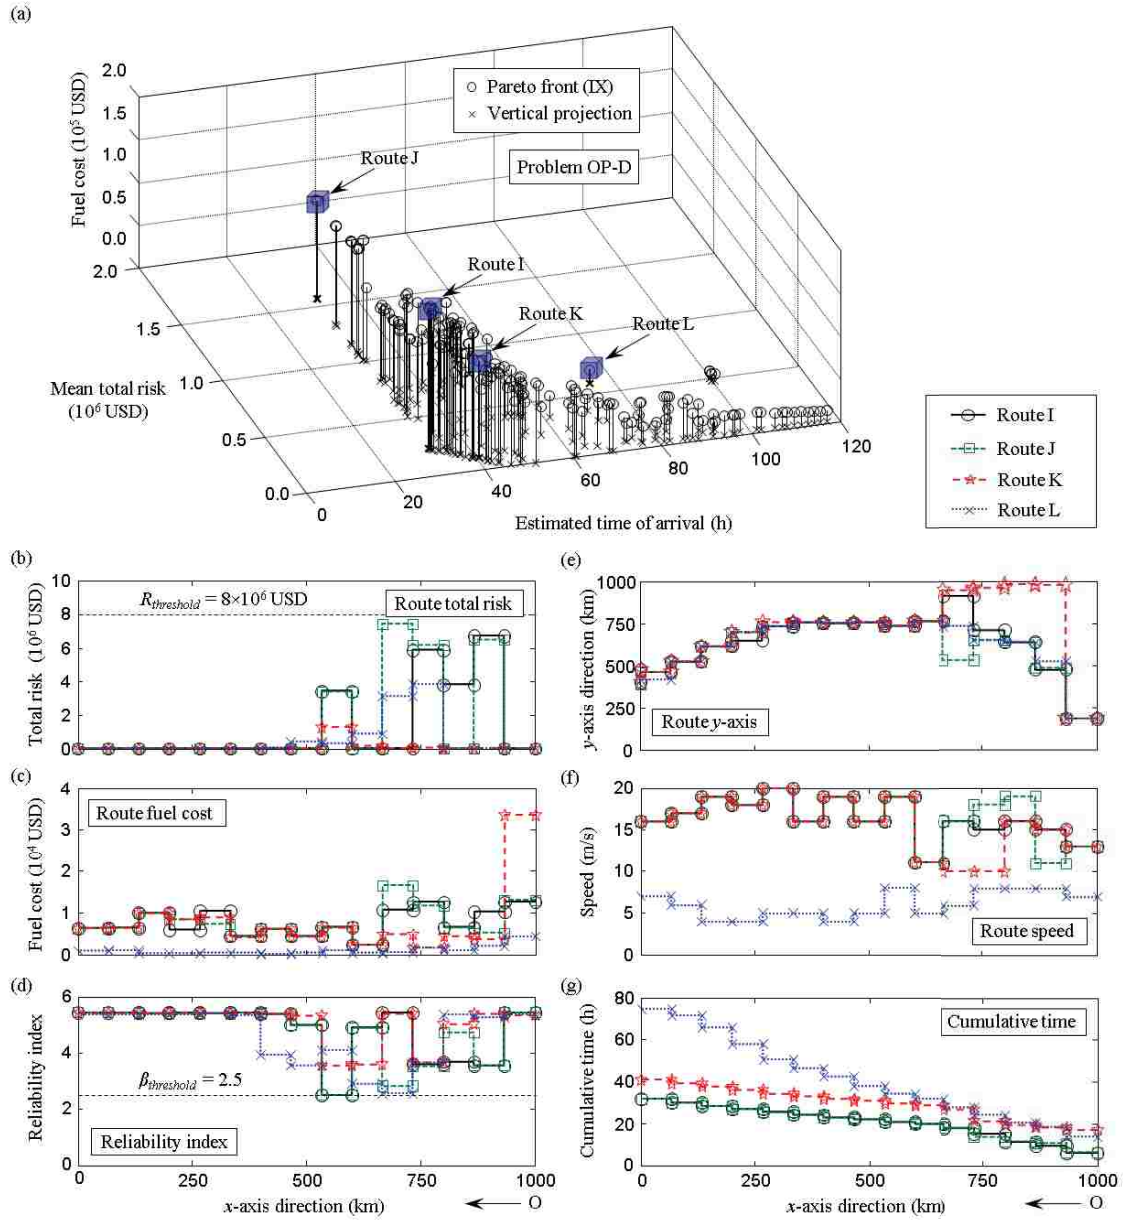 (a)
Fuel cost (10⁵ USD)
2.0
1.5
1.0
0.5
0.0
2.0
1.5
1.0
0.5
0.0
Mean total risk
(10⁶ USD)
0
20
40
60
80
100
120
Estimated time of arrival (h)
Pareto front (IX)
Vertical projection
Problem OP-D
Route J
Route I
Route K
Route L
Route I
Route J
Route K
Route L
(b)
Total risk (10⁶ USD)
10
8
6
4
2
0
R_threshold = 8×10⁶ USD
Route total risk
(c)
Fuel cost (10⁴ USD)
4
3
2
1
0
Route fuel cost
(d)
Reliability index
6
4
2
0
β_threshold = 2.5
Reliability index
0
250
500
750
1000
x-axis direction (km)
O
(e)
y-axis direction (km)
1000
750
500
250
0
Route y-axis
(f)
Speed (m/s)
20
15
10
5
0
Route speed
(g)
Cumulative time (h)
80
60
40
20
0
Cumulative time
0
250
500
750
1000
x-axis direction (km)
O